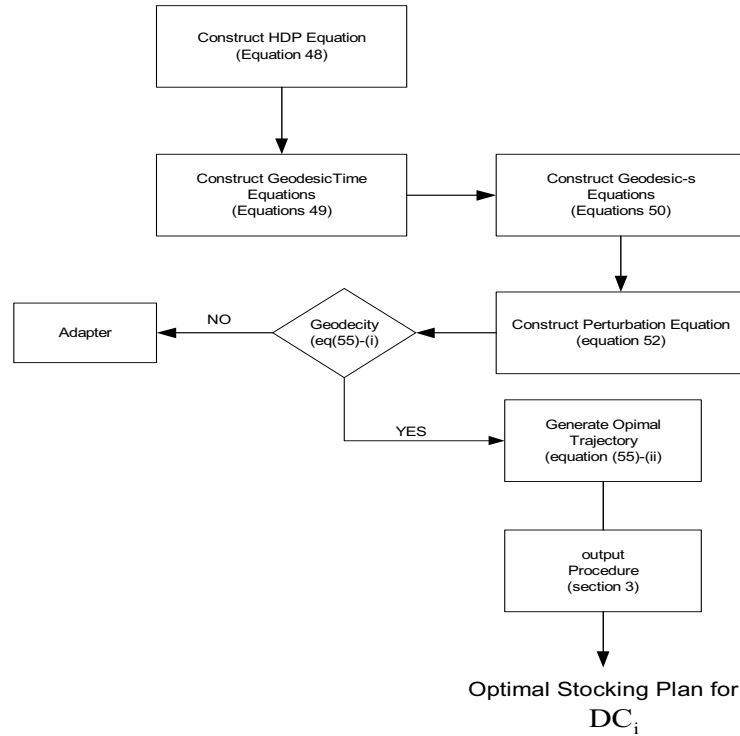 Construct HDP Equation
(Equation 48)
Construct GeodesicTime
Equations
(Equations 49)
Construct Geodesic-s
Equations
(Equations 50)
Construct Perturbation Equation
(equation 52)
Geodecity
(eq(55)-(i)
NO
Adapter
YES
Generate Opimal
Trajectory
(equation (55)-(ii)
output
Procedure
(section 3)
Optimal Stocking Plan for
DCi